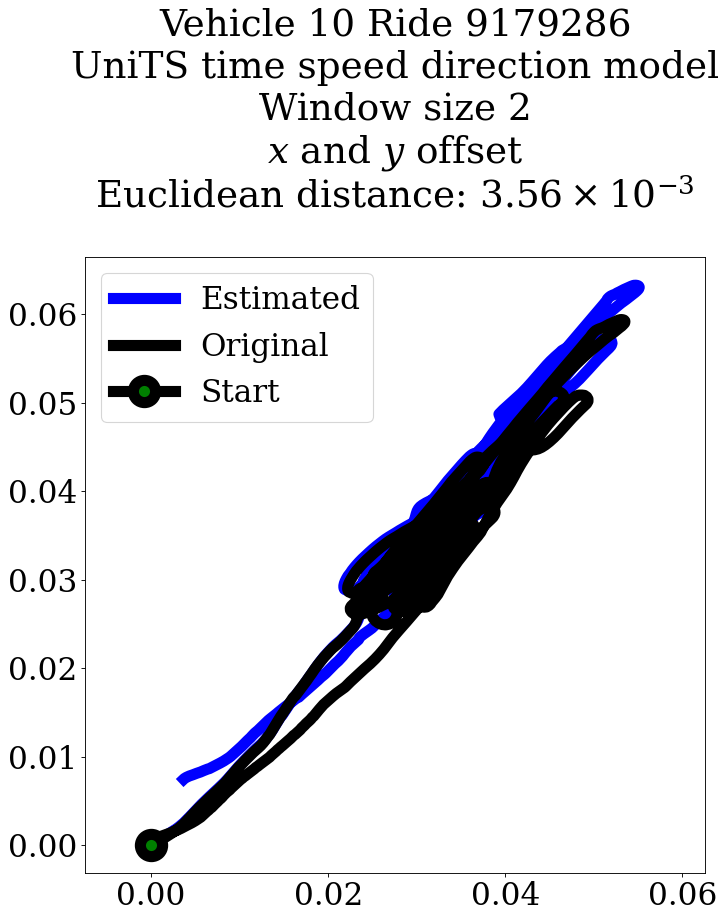 Vehicle 10 Ride 9179286
UniTS time speed direction model
Window size 2
x and y offset
Euclidean distance: 3.56 × 10⁻³
Estimated
Original
Start
0.06
0.05
0.04
0.03
0.02
0.01
0.00
0.00 0.02 0.04 0.06